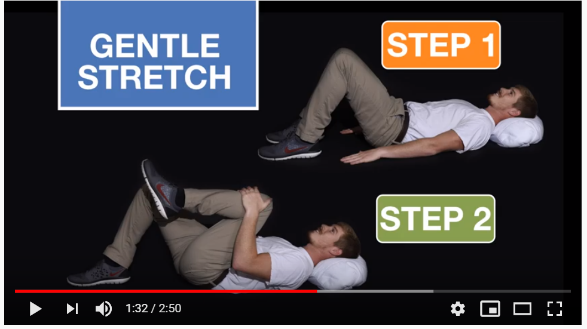 GENTLE
STRETCH
STEP 1
STEP 2
1:32 / 2:50